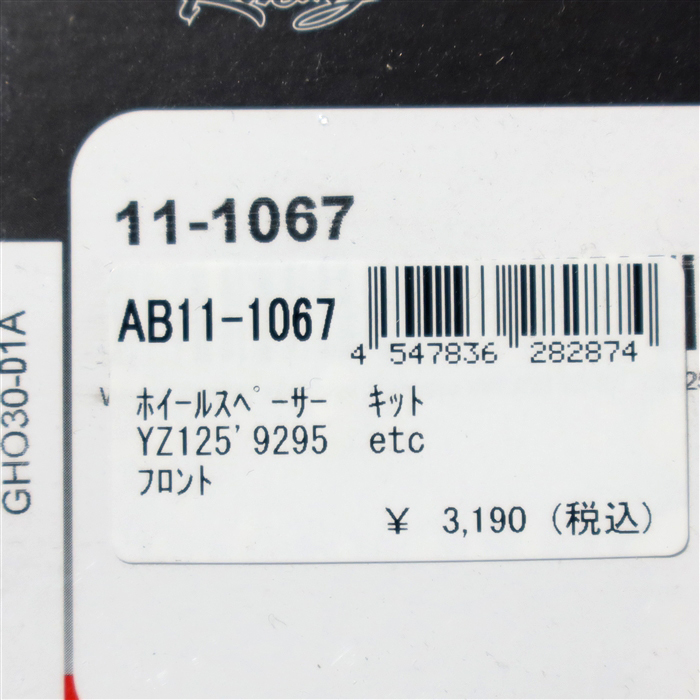 Racing
11-1067
AB11-1067
4 547836 282874
ホイールスペーサー キット
YZ125'9295 etc
フロント
¥ 3,190 (税込)
GHO30-D1A